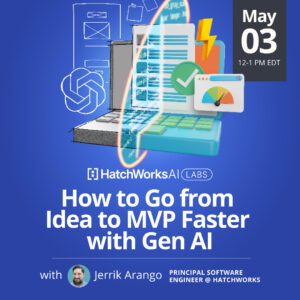 May
03
12-1 PM EDT
HatchWorksAI LABS
How to Go from
Idea to MVP Faster
with Gen AI
with Jerrik Arango
PRINCIPAL SOFTWARE
ENGINEER @ HATCHWORKS